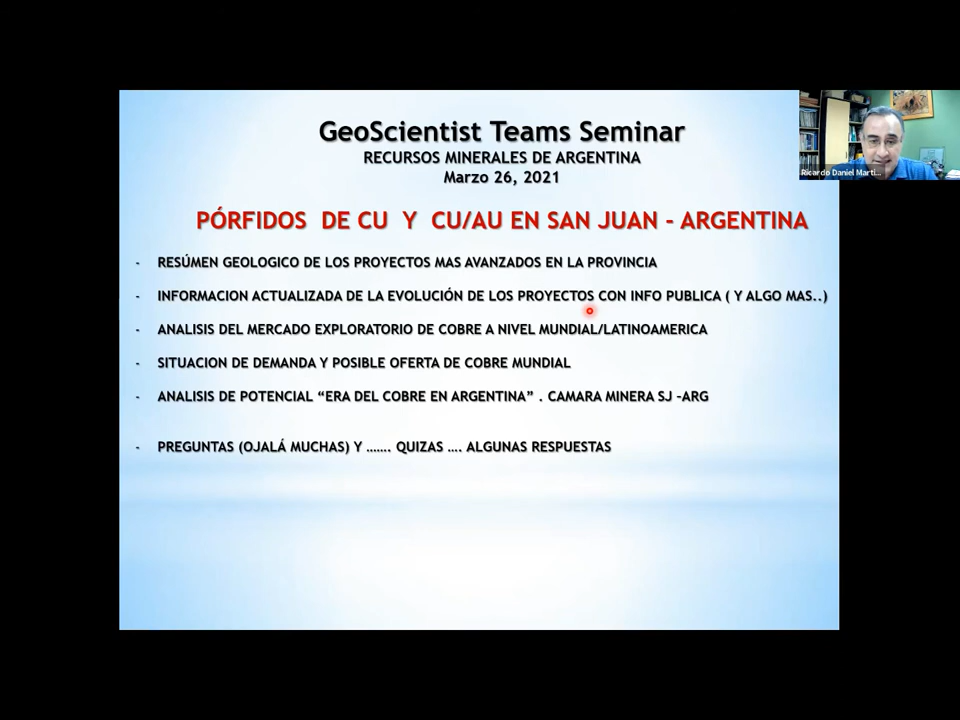 GeoScientist Teams Seminar
RECURSOS MINERALES DE ARGENTINA
Marzo 26, 2021
PÓRFIDOS DE CU Y CU/AU EN SAN JUAN - ARGENTINA
- RESÚMEN GEOLOGICO DE LOS PROYECTOS MAS AVANZADOS EN LA PROVINCIA
- INFORMACION ACTUALIZADA DE LA EVOLUCIÓN DE LOS PROYECTOS CON INFO PUBLICA ( Y ALGO MAS..)
- ANALISIS DEL MERCADO EXPLORATORIO DE COBRE A NIVEL MUNDIAL/LATINOAMERICA
- SITUACION DE DEMANDA Y POSIBLE OFERTA DE COBRE MUNDIAL
- ANALISIS DE POTENCIAL “ERA DEL COBRE EN ARGENTINA” . CAMARA MINERA SJ –ARG
- PREGUNTAS (OJALÁ MUCHAS) Y ……. QUIZAS …. ALGUNAS RESPUESTAS
Ricardo Daniel Marti...